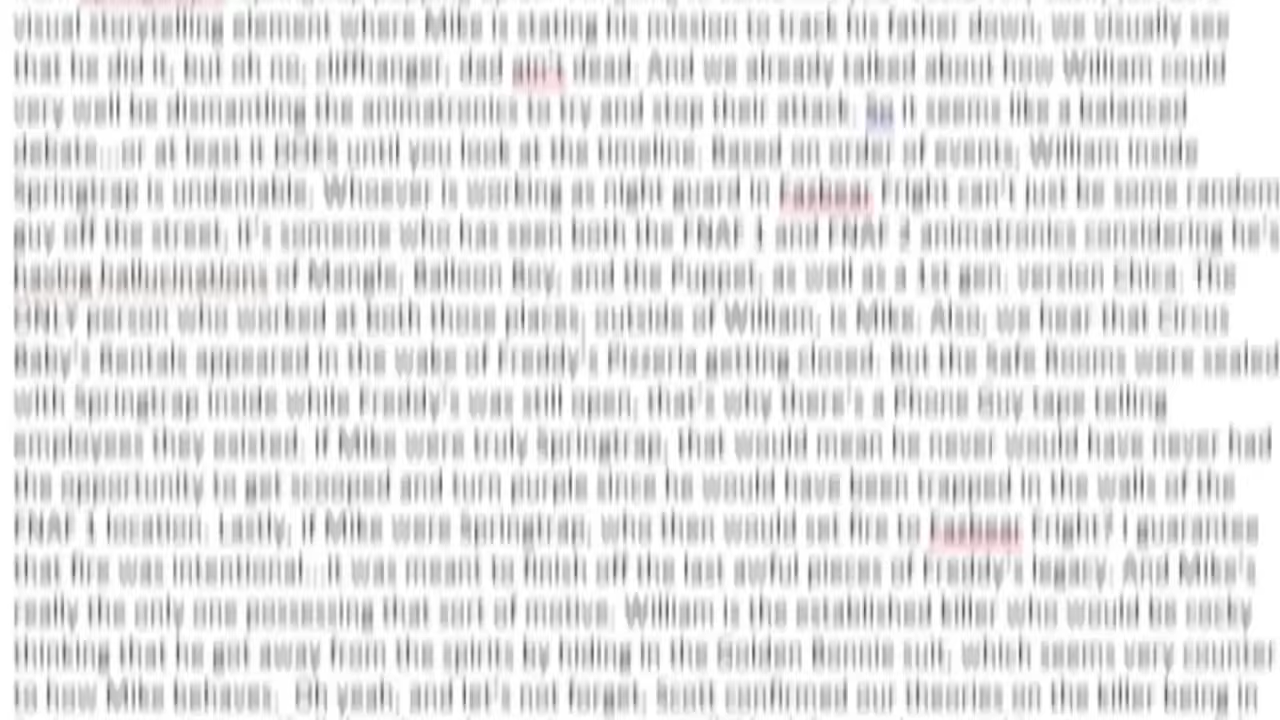 visual storytelling element where Mike is stating his mission to track his father down, we visually see
that he did it, but oh no, cliffhanger, dad dead. And we already talked about how William could
very well be dismantling the animatronics to try and stop their attack. it seems like a balanced
debate... or at least it DOES until you look at the timeline. Based on order of events, William inside
Springtrap is undeniable. Whoever is working as night guard in Fright can't just be some random
guy off the street, it's someone who has seen both the FNAF 1 and FNAF 2 animatronics considering he's
having hallucinations of Mangle, Balloon Boy, and the Puppet, as well as a 1st gen. version Chica. The
ONLY person who worked at both those places, outside of William, is Mike. Also, we hear that Circus
Baby's Rentals appeared in the wake of Freddy's Pizzeria getting closed. But the Safe Rooms were sealed
with Springtrap inside while Freddy's was still open, that's why there's a Phone Guy tape telling
employees they existed. If Mike were truly Springtrap, that would mean he never would have never had
the opportunity to get scooped and turn purple since he would have been trapped in the walls of the
FNAF 1 location. Lastly, if Mike were Springtrap, who then would set fire to Fright? I guarantee
that fire was intentional... it was meant to finish off the last awful pieces of Freddy's legacy. And Mike's
really the only one possessing that sort of motive. William is the established killer who would be cocky
thinking that he got away from the spirits by hiding in the Golden Bonnie suit, which seems very counter
to how Mike behaves. Oh yeah, and let's not forget, Scott confirmed our theories on the killer being in